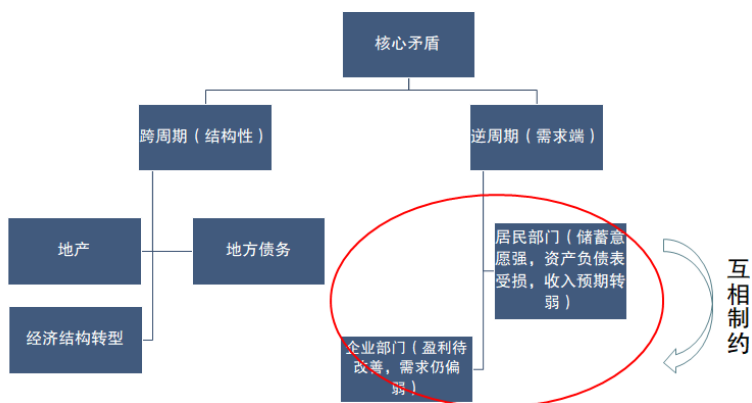 核心矛盾
跨周期（结构性）
逆周期（需求端）
地产
地方债务
经济结构转型
居民部门（储蓄意
愿强，资产负债表
受损，收入预期转
弱）
企业部门（盈利待
改善，需求仍偏
弱）
互相制约